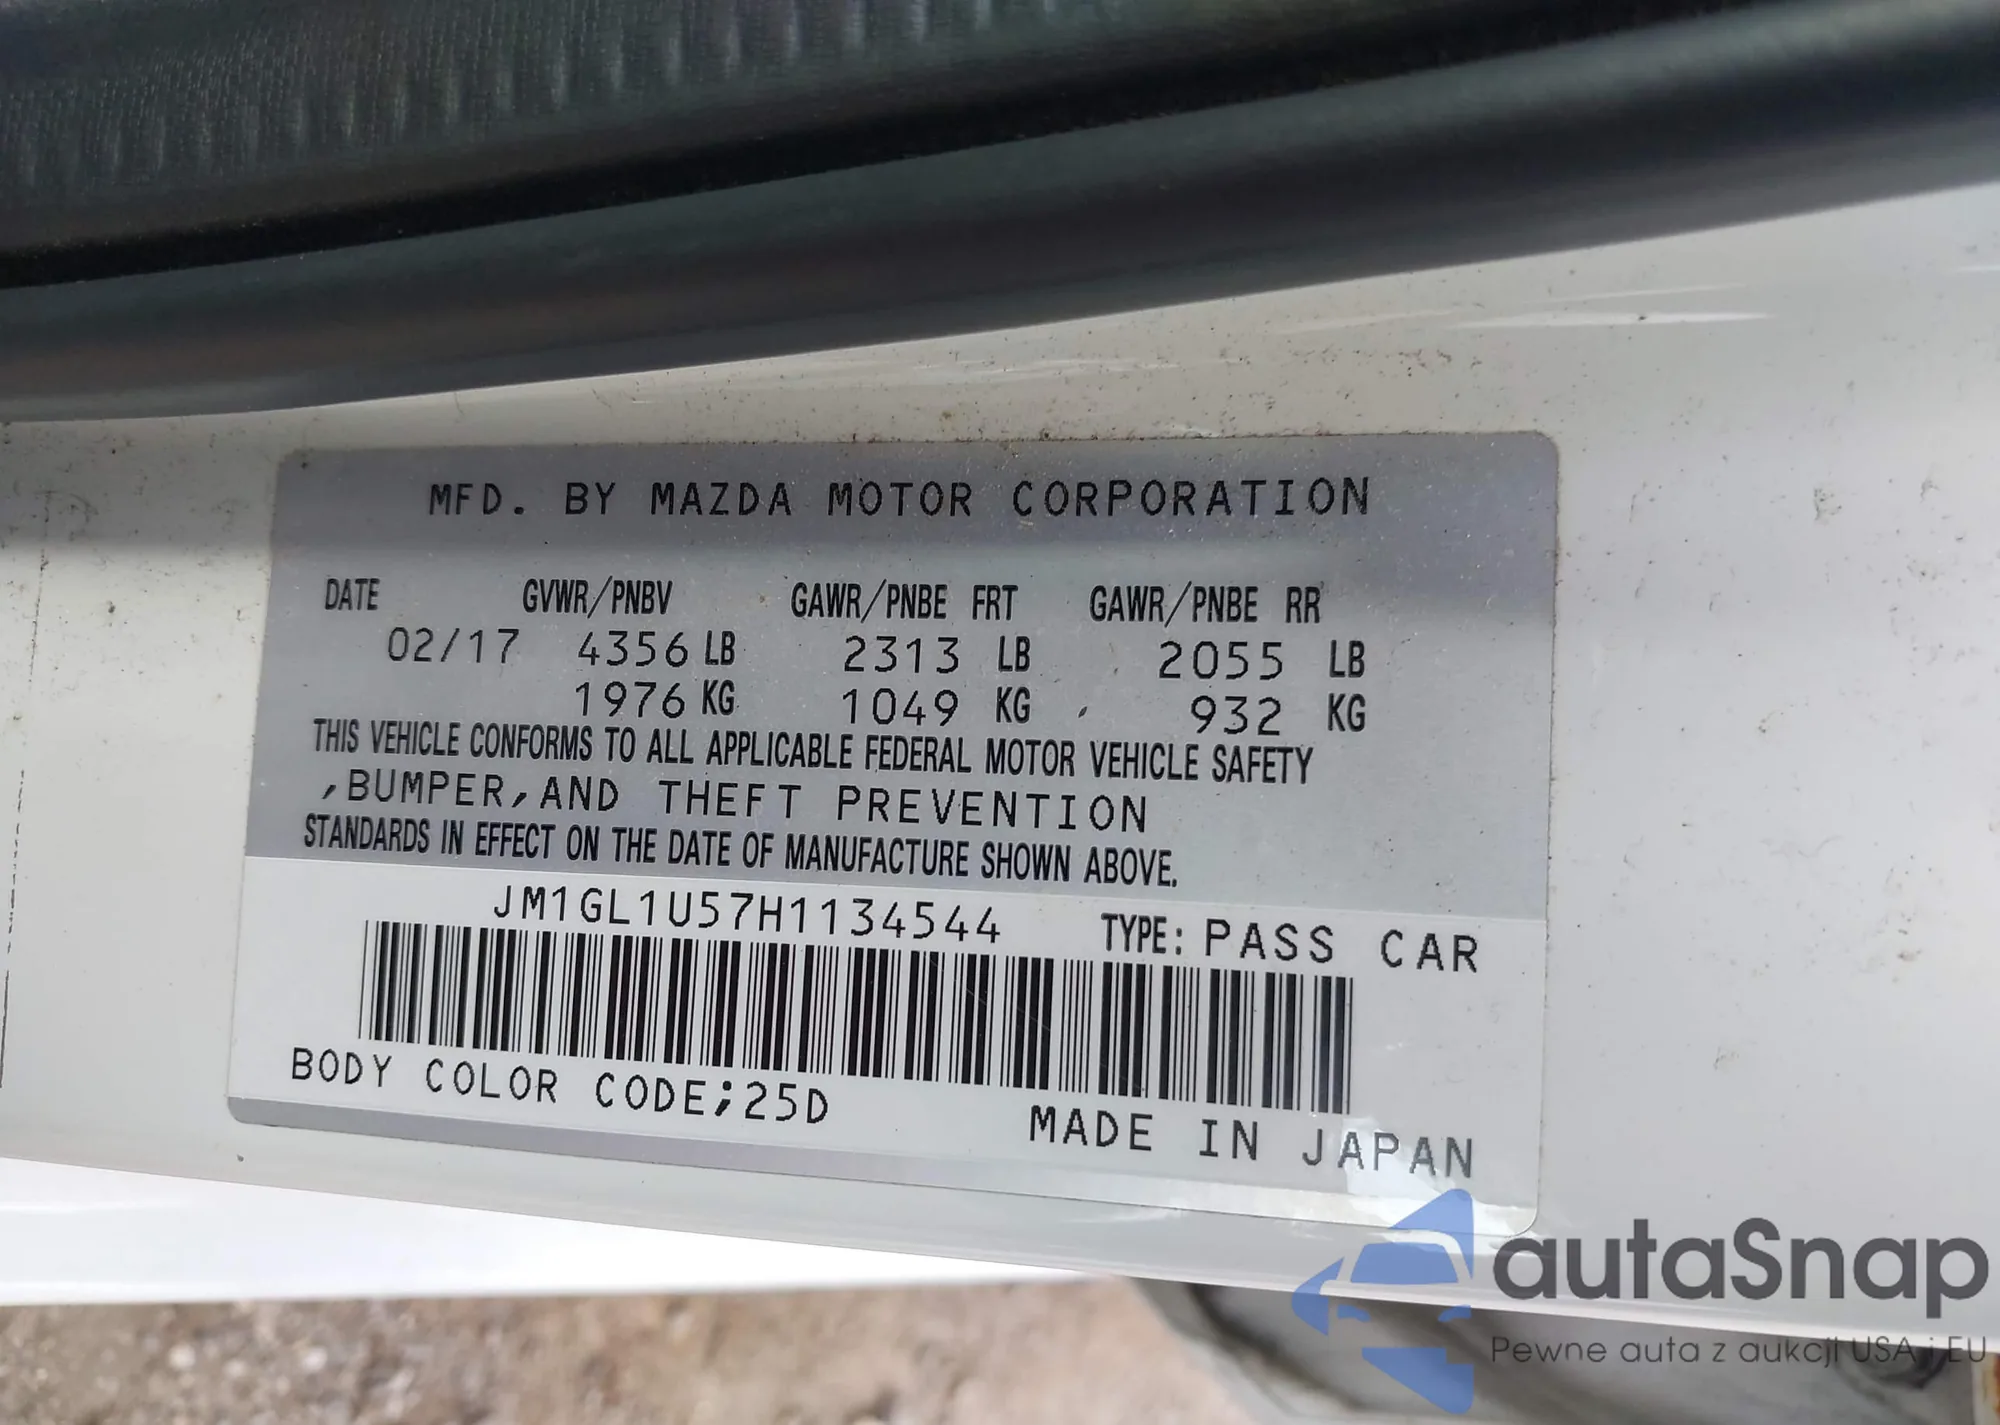 MFD. BY MAZDA MOTOR CORPORATION
DATE GVWR/PNBV GAWR/PNBE FRT GAWR/PNBE RR
02/17 4356 LB 2313 LB 2055 LB
1976 KG 1049 KG 932 KG
THIS VEHICLE CONFORMS TO ALL APPLICABLE FEDERAL MOTOR VEHICLE SAFETY
,BUMPER,AND THEFT PREVENTION
STANDARDS IN EFFECT ON THE DATE OF MANUFACTURE SHOWN ABOVE.
JM1GL1U57H1134544 TYPE: PASS CAR
BODY COLOR CODE;25D
MADE IN JAPAN
autaSnap
Pewne auta z aukcji USA i EU